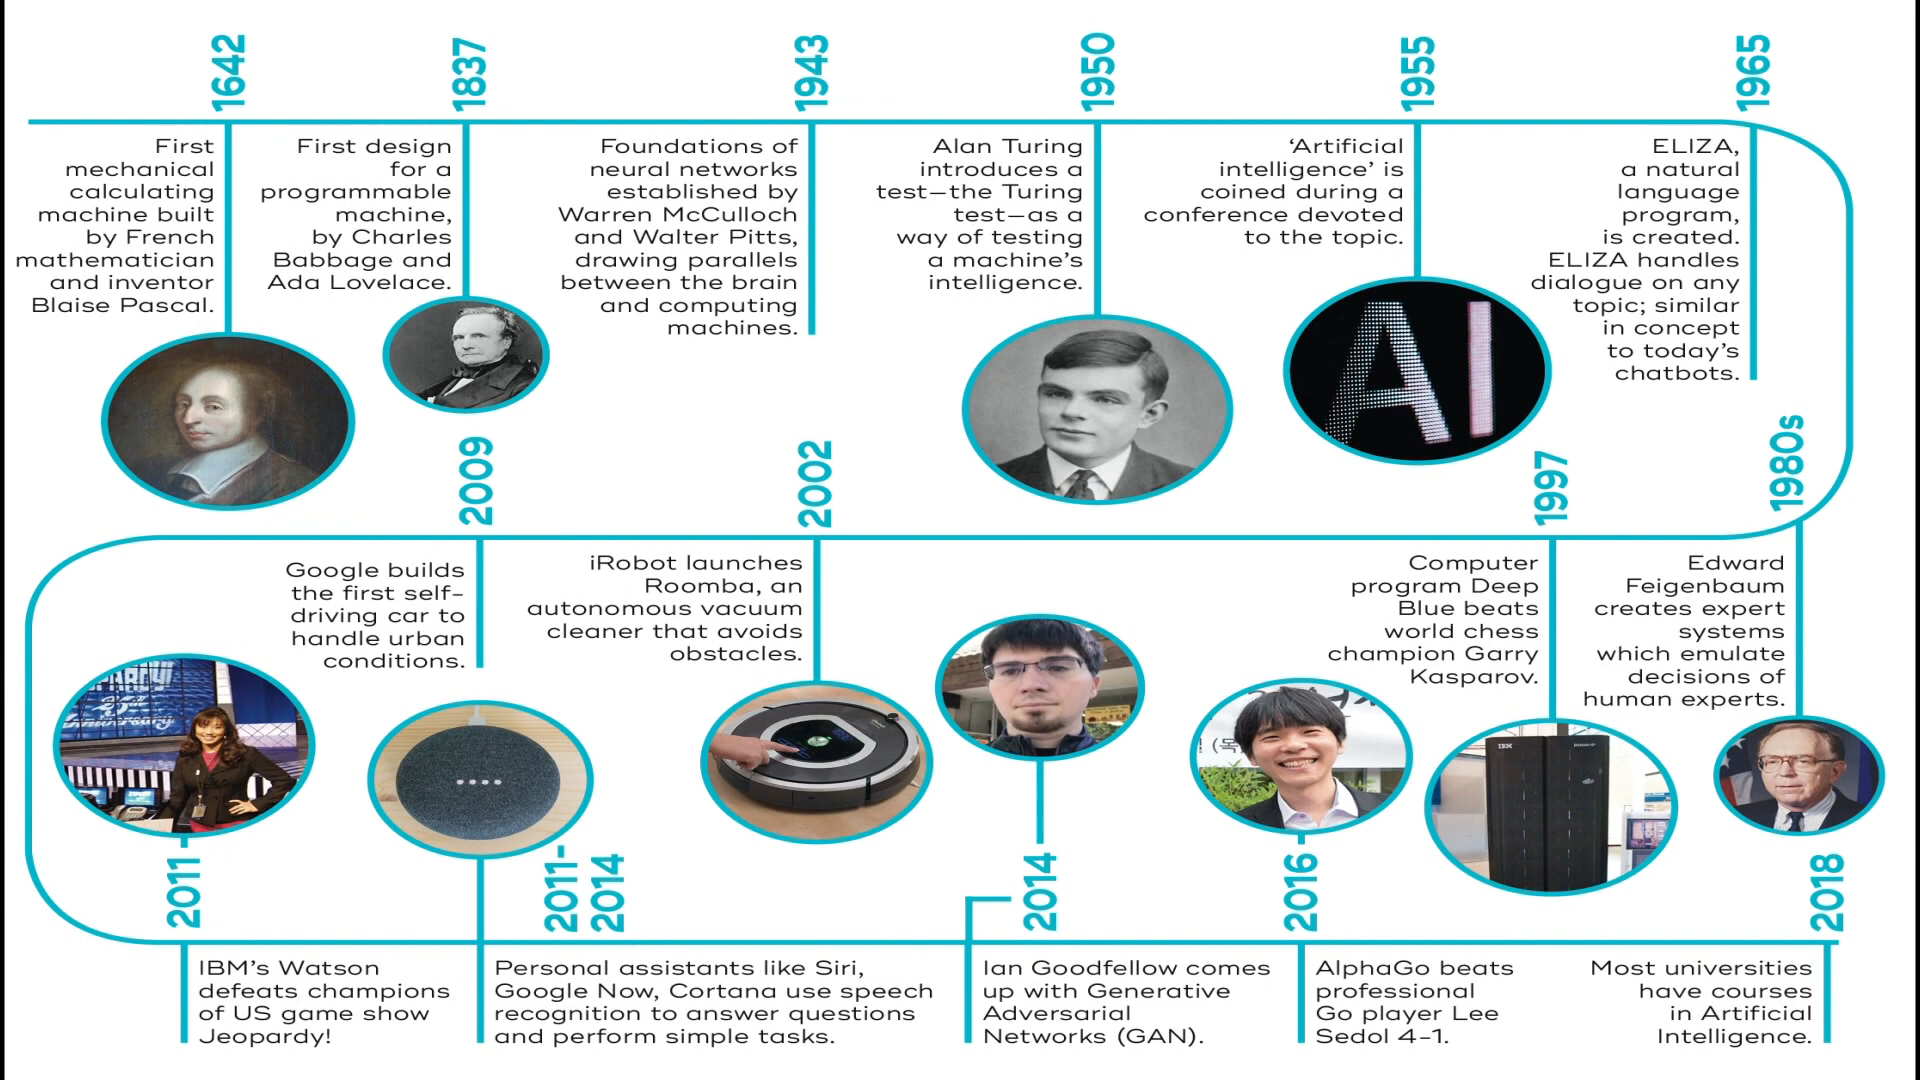 1642
First
mechanical
calculating
machine built
by French
mathematician
and inventor
Blaise Pascal.
1837
First design
for a
programmable
machine,
by Charles
Babbage and
Ada Lovelace.
1943
Foundations of
neural networks
established by
Warren McCulloch
and Walter Pitts,
drawing parallels
between the brain
and computing
machines.
1950
Alan Turing
introduces a
test—the Turing
test—as a
way of testing
a machine's
intelligence.
1955
‘Artificial
intelligence’ is
coined during a
conference devoted
to the topic.
AI
1965
ELIZA,
a natural
language
program,
is created.
ELIZA handles
dialogue on any
topic; similar
in concept
to today's
chatbots.
1980s
Edward
Feigenbaum
creates expert
systems
which emulate
decisions of
human experts.
1997
Computer
program Deep
Blue beats
world chess
champion Garry
Kasparov.
IBM
2002
iRobot launches
Roomba, an
autonomous vacuum
cleaner that avoids
obstacles.
2009
Google builds
the first self-
driving car to
handle urban
conditions.
2011
IBM's Watson
defeats champions
of US game show
Jeopardy!
2011-
2014
Personal assistants like Siri,
Google Now, Cortana use speech
recognition to answer questions
and perform simple tasks.
2014
Ian Goodfellow comes
up with Generative
Adversarial
Networks (GAN).
2016
AlphaGo beats
professional
Go player Lee
Sedol 4-1.
2018
Most universities
have courses
in Artificial
Intelligence.